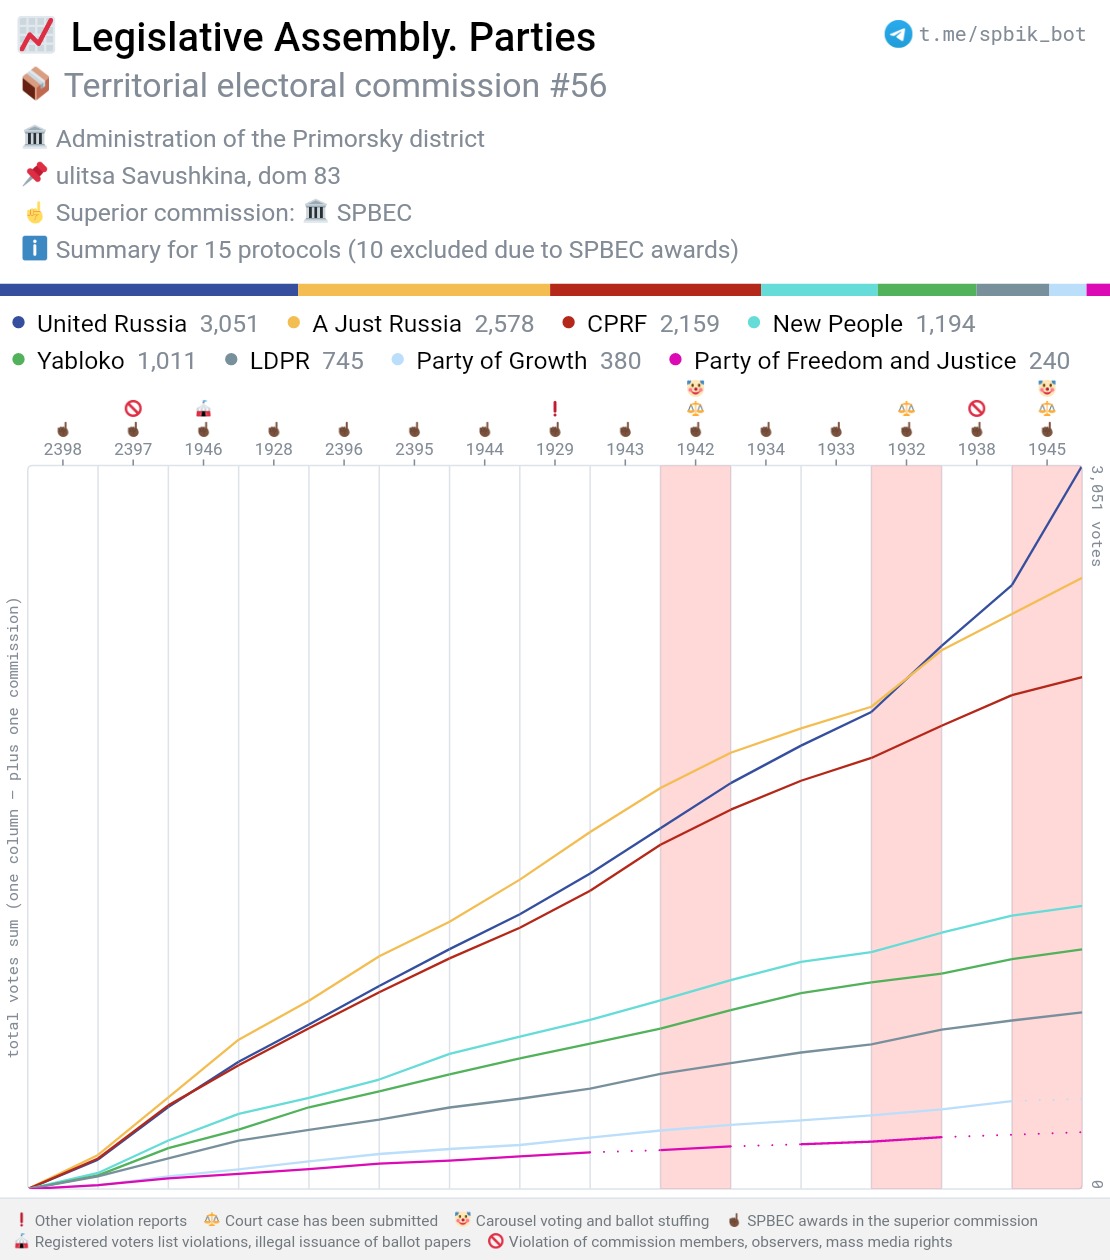 Legislative Assembly. Parties
t.me/spbik_bot
Territorial electoral commission #56
Administration of the Primorsky district
ulitsa Savushkina, dom 83
Superior commission: SPBEC
Summary for 15 protocols (10 excluded due to SPBEC awards)
United Russia 3,051 A Just Russia 2,578 CPRF 2,159 New People 1,194
Yabloko 1,011 LDPR 745 Party of Growth 380 Party of Freedom and Justice 240
2398 2397 1946 1928 2396 2395 1944 1929 1943 1942 1934 1933 1932 1938 1945
3,051 votes
total votes sum (one column – plus one commission)
0
Other violation reports Court case has been submitted Carousel voting and ballot stuffing SPBEC awards in the superior commission
Registered voters list violations, illegal issuance of ballot papers Violation of commission members, observers, mass media rights